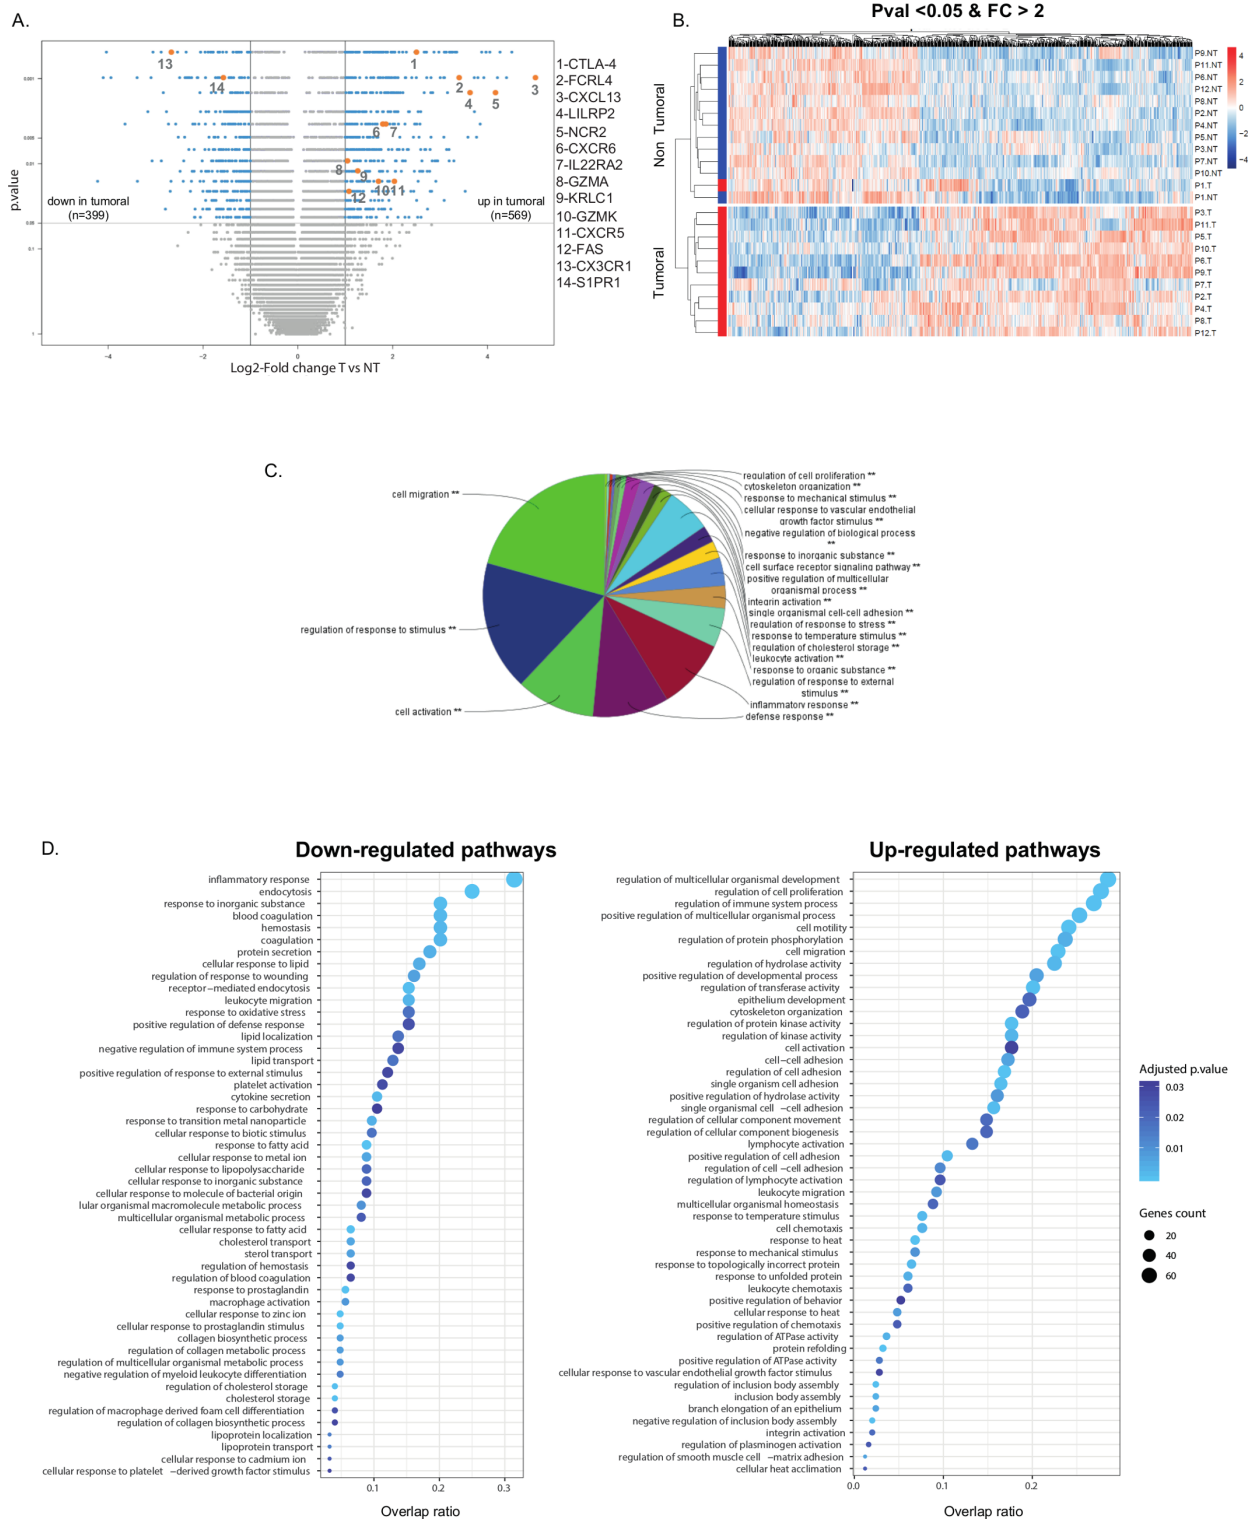 A.
13
1
14
2
3
4
5
6
7
8
9
10
11
12
down in tumoral
(n=399)
up in tumoral
(n=569)
p.value
0.001
0.005
0.01
0.05
0.1
1
−4
−2
0
2
4
Log2-Fold change T vs NT
1-CTLA-4
2-FCRL4
3-CXCL13
4-LILRP2
5-NCR2
6-CXCR6
7-IL22RA2
8-GZMA
9-KRLC1
10-GZMK
11-CXCR5
12-FAS
13-CX3CR1
14-S1PR1
B.
Pval <0.05 & FC > 2
Non Tumoral
Tumoral
P9.NT
P11.NT
P6.NT
P12.NT
P8.NT
P2.NT
P4.NT
P5.NT
P3.NT
P7.NT
P10.NT
P1.T
P1.NT
P3.T
P11.T
P5.T
P10.T
P6.T
P9.T
P7.T
P2.T
P4.T
P8.T
P12.T
4
2
0
−2
−4
C.
cell migration **
regulation of response to stimulus **
cell activation **
regulation of cell proliferation **
cytoskeleton organization **
response to mechanical stimulus **
cellular response to vascular endothelial
growth factor stimulus **
negative regulation of biological process
**
response to inorganic substance **
cell surface receptor signaling pathway **
positive regulation of multicellular
organismal process **
integrin activation **
single organismal cell-cell adhesion **
regulation of response to stress **
response to temperature stimulus **
regulation of cholesterol storage **
leukocyte activation **
response to organic substance **
regulation of response to external
stimulus **
inflammatory response **
defense response **
D.
Down-regulated pathways
inflammatory response
endocytosis
response to inorganic substance
blood coagulation
hemostasis
coagulation
protein secretion
cellular response to lipid
regulation of response to wounding
receptor−mediated endocytosis
leukocyte migration
response to oxidative stress
positive regulation of defense response
lipid localization
negative regulation of immune system process
lipid transport
positive regulation of response to external stimulus
platelet activation
cytokine secretion
response to carbohydrate
response to transition metal nanoparticle
cellular response to biotic stimulus
response to fatty acid
cellular response to metal ion
cellular response to lipopolysaccharide
cellular response to inorganic substance
cellular response to molecule of bacterial origin
lular organismal macromolecule metabolic process
multicellular organismal metabolic process
cellular response to fatty acid
cholesterol transport
sterol transport
regulation of hemostasis
regulation of blood coagulation
response to prostaglandin
macrophage activation
cellular response to zinc ion
cellular response to prostaglandin stimulus
collagen biosynthetic process
regulation of collagen metabolic process
regulation of multicellular organismal metabolic process
negative regulation of myeloid leukocyte differentiation
regulation of cholesterol storage
cholesterol storage
regulation of macrophage derived foam cell differentiation
regulation of collagen biosynthetic process
lipoprotein localization
lipoprotein transport
cellular response to cadmium ion
cellular response to platelet −derived growth factor stimulus
0.1
0.2
0.3
Overlap ratio
Up-regulated pathways
regulation of multicellular organismal development
regulation of cell proliferation
regulation of immune system process
positive regulation of multicellular organismal process
cell motility
regulation of protein phosphorylation
cell migration
regulation of hydrolase activity
positive regulation of developmental process
regulation of transferase activity
epithelium development
cytoskeleton organization
regulation of protein kinase activity
regulation of kinase activity
cell activation
cell−cell adhesion
regulation of cell adhesion
single organism cell adhesion
positive regulation of hydrolase activity
single organismal cell −cell adhesion
regulation of cellular component movement
regulation of cellular component biogenesis
lymphocyte activation
positive regulation of cell adhesion
regulation of cell −cell adhesion
regulation of lymphocyte activation
leukocyte migration
multicellular organismal homeostasis
response to temperature stimulus
cell chemotaxis
response to heat
response to mechanical stimulus
response to topologically incorrect protein
response to unfolded protein
leukocyte chemotaxis
positive regulation of behavior
cellular response to heat
positive regulation of chemotaxis
regulation of ATPase activity
protein refolding
positive regulation of ATPase activity
cellular response to vascular endothelial growth factor stimulus
regulation of inclusion body assembly
inclusion body assembly
branch elongation of an epithelium
negative regulation of inclusion body assembly
integrin activation
regulation of plasminogen activation
regulation of smooth muscle cell −matrix adhesion
cellular heat acclimation
0.0
0.1
0.2
Overlap ratio
Adjusted p.value
0.03
0.02
0.01
Genes count
20
40
60